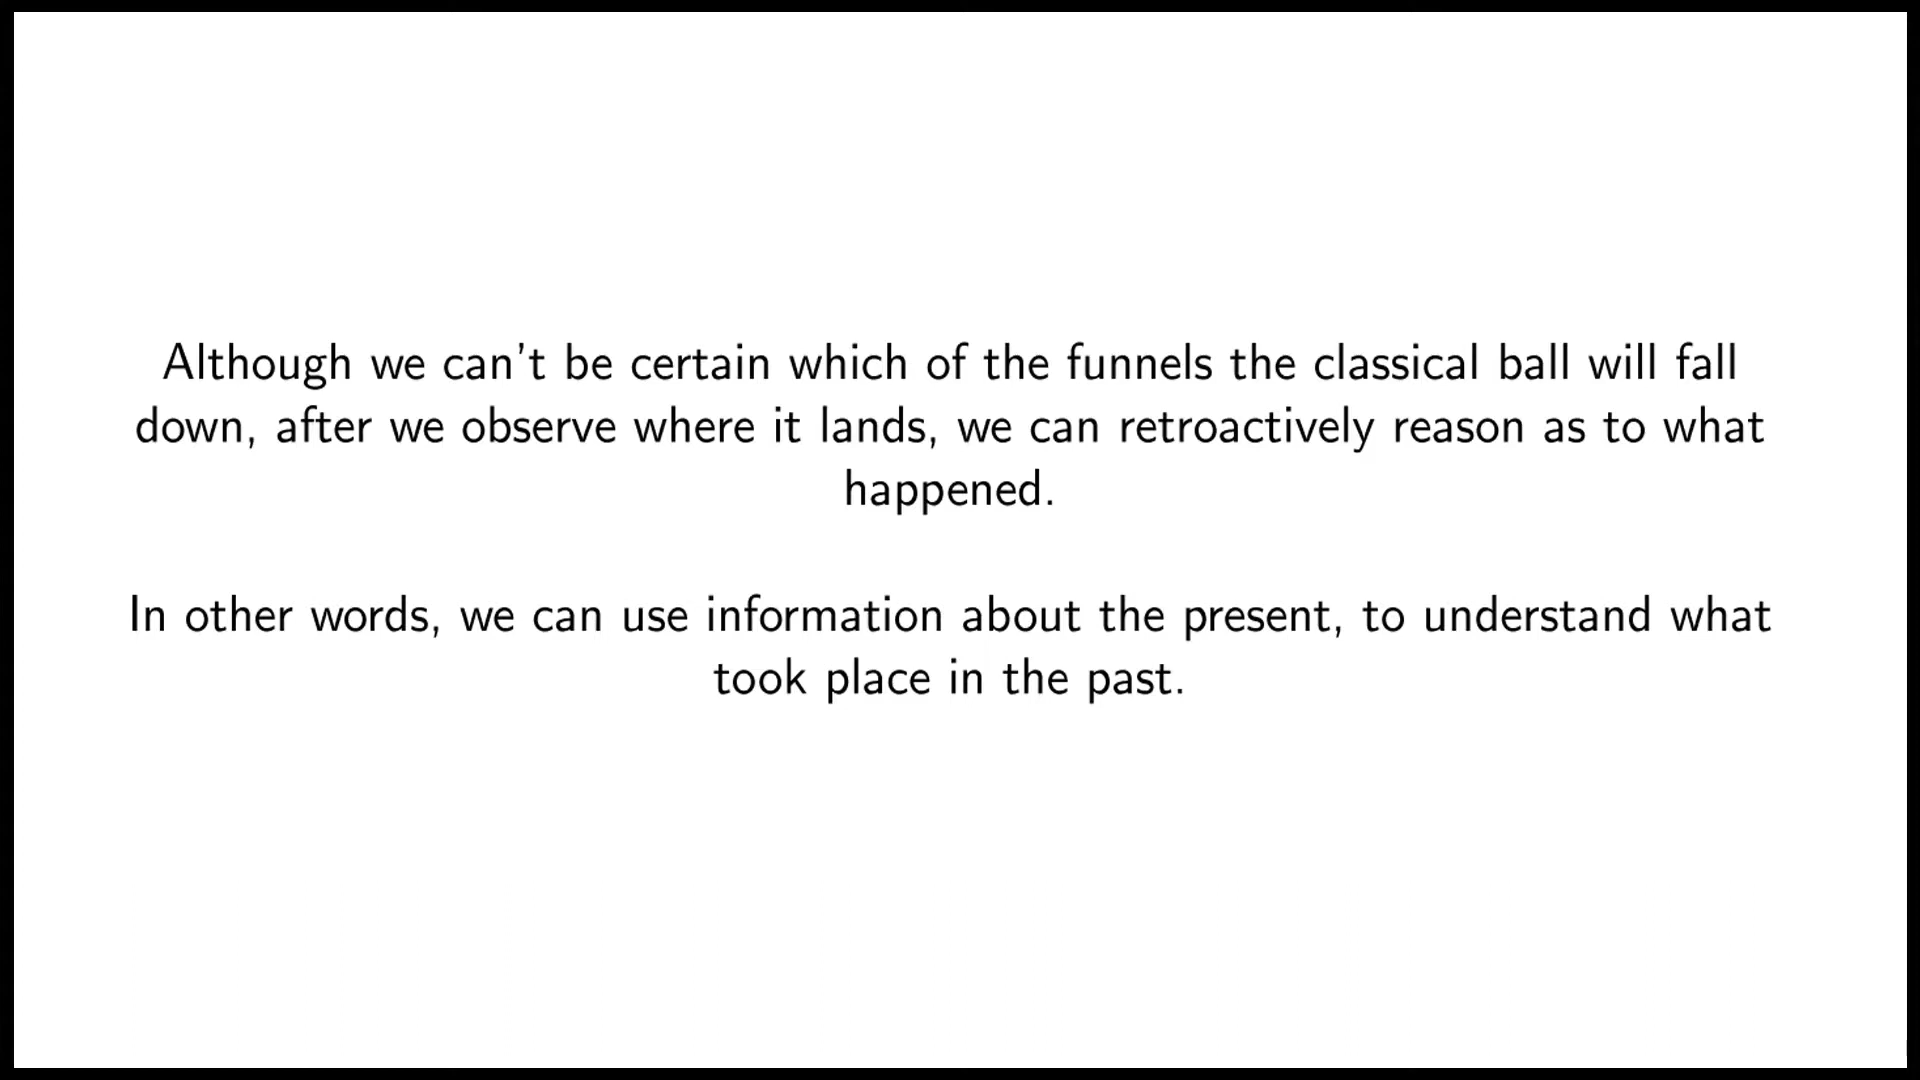 Although we can't be certain which of the funnels the classical ball will fall
down, after we observe where it lands, we can retroactively reason as to what
happened.
In other words, we can use information about the present, to understand what
took place in the past.